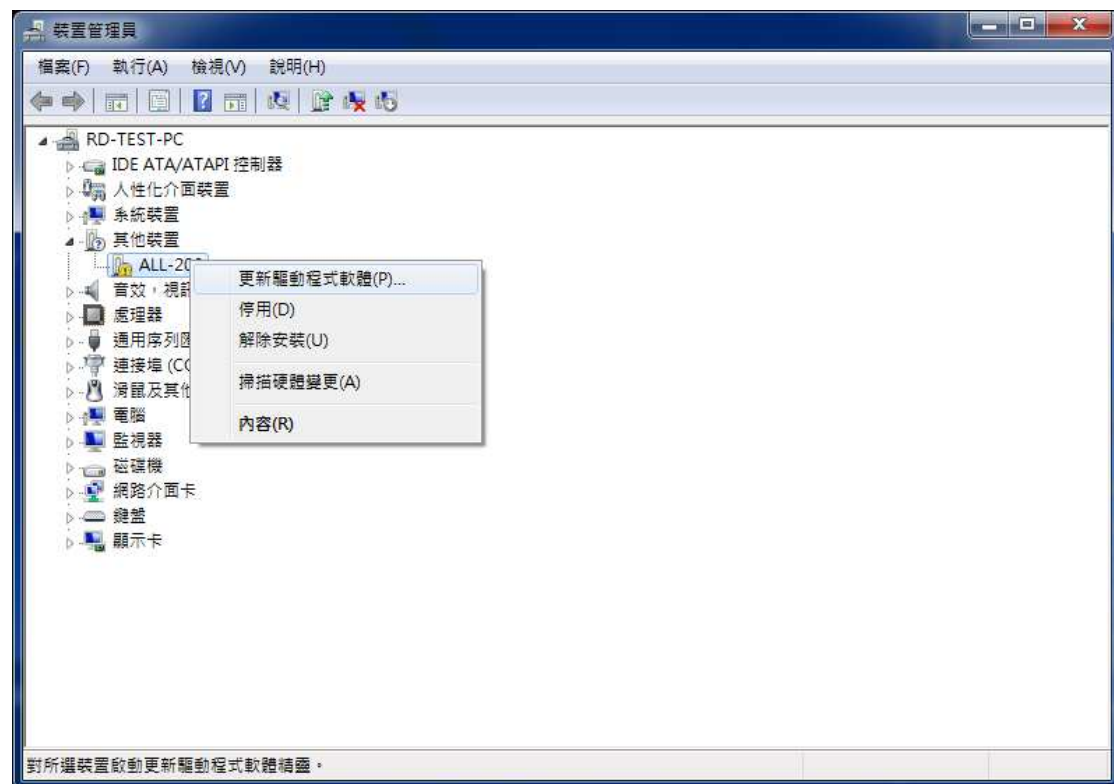 裝置管理員
檔案(F) 執行(A) 檢視(V) 說明(H)
RD-TEST-PC
IDE ATA/ATAPI 控制器
人性化介面裝置
系統裝置
其他裝置
ALL-20
更新驅動程式軟體(P)...
音效，視訊
停用(D)
處理器
解除安裝(U)
通用序列匯
連接埠 (CO
掃描硬體變更(A)
滑鼠及其他
電腦
內容(R)
監視器
磁碟機
網路介面卡
鍵盤
顯示卡
對所選裝置啟動更新驅動程式軟體精靈。